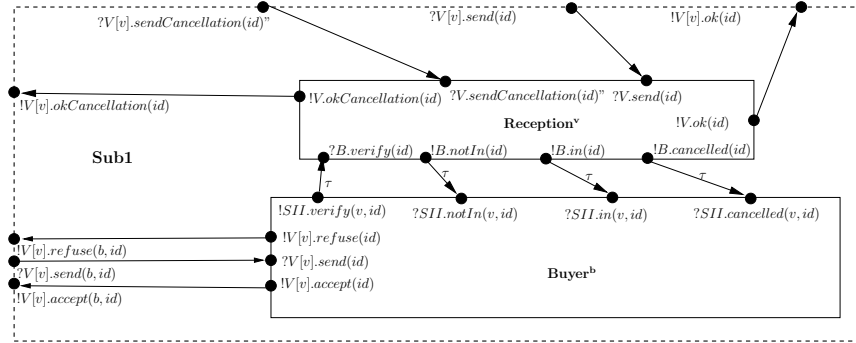 ?V[v].sendCancellation(id)"
?V[v].send(id)
!V[v].ok(id)
!V[v].okCancellation(id)
!V.okCancellation(id)
?V.sendCancellation(id)"
?V.send(id)
Reception^v
!V.ok(id)
Sub1
?B.verify(id)
!B.notIn(id)
!B.in(id)
!B.cancelled(id)
τ
τ
τ
τ
!SII.verify(v, id)
?SII.notIn(v, id)
?SII.in(v, id)
?SII.cancelled(v, id)
!V[v].refuse(id)
!V[v].refuse(b, id)
?V[v].send(id)
?V[v].send(b, id)
Buyer^b
!V[v].accept(id)
!V[v].accept(b, id)